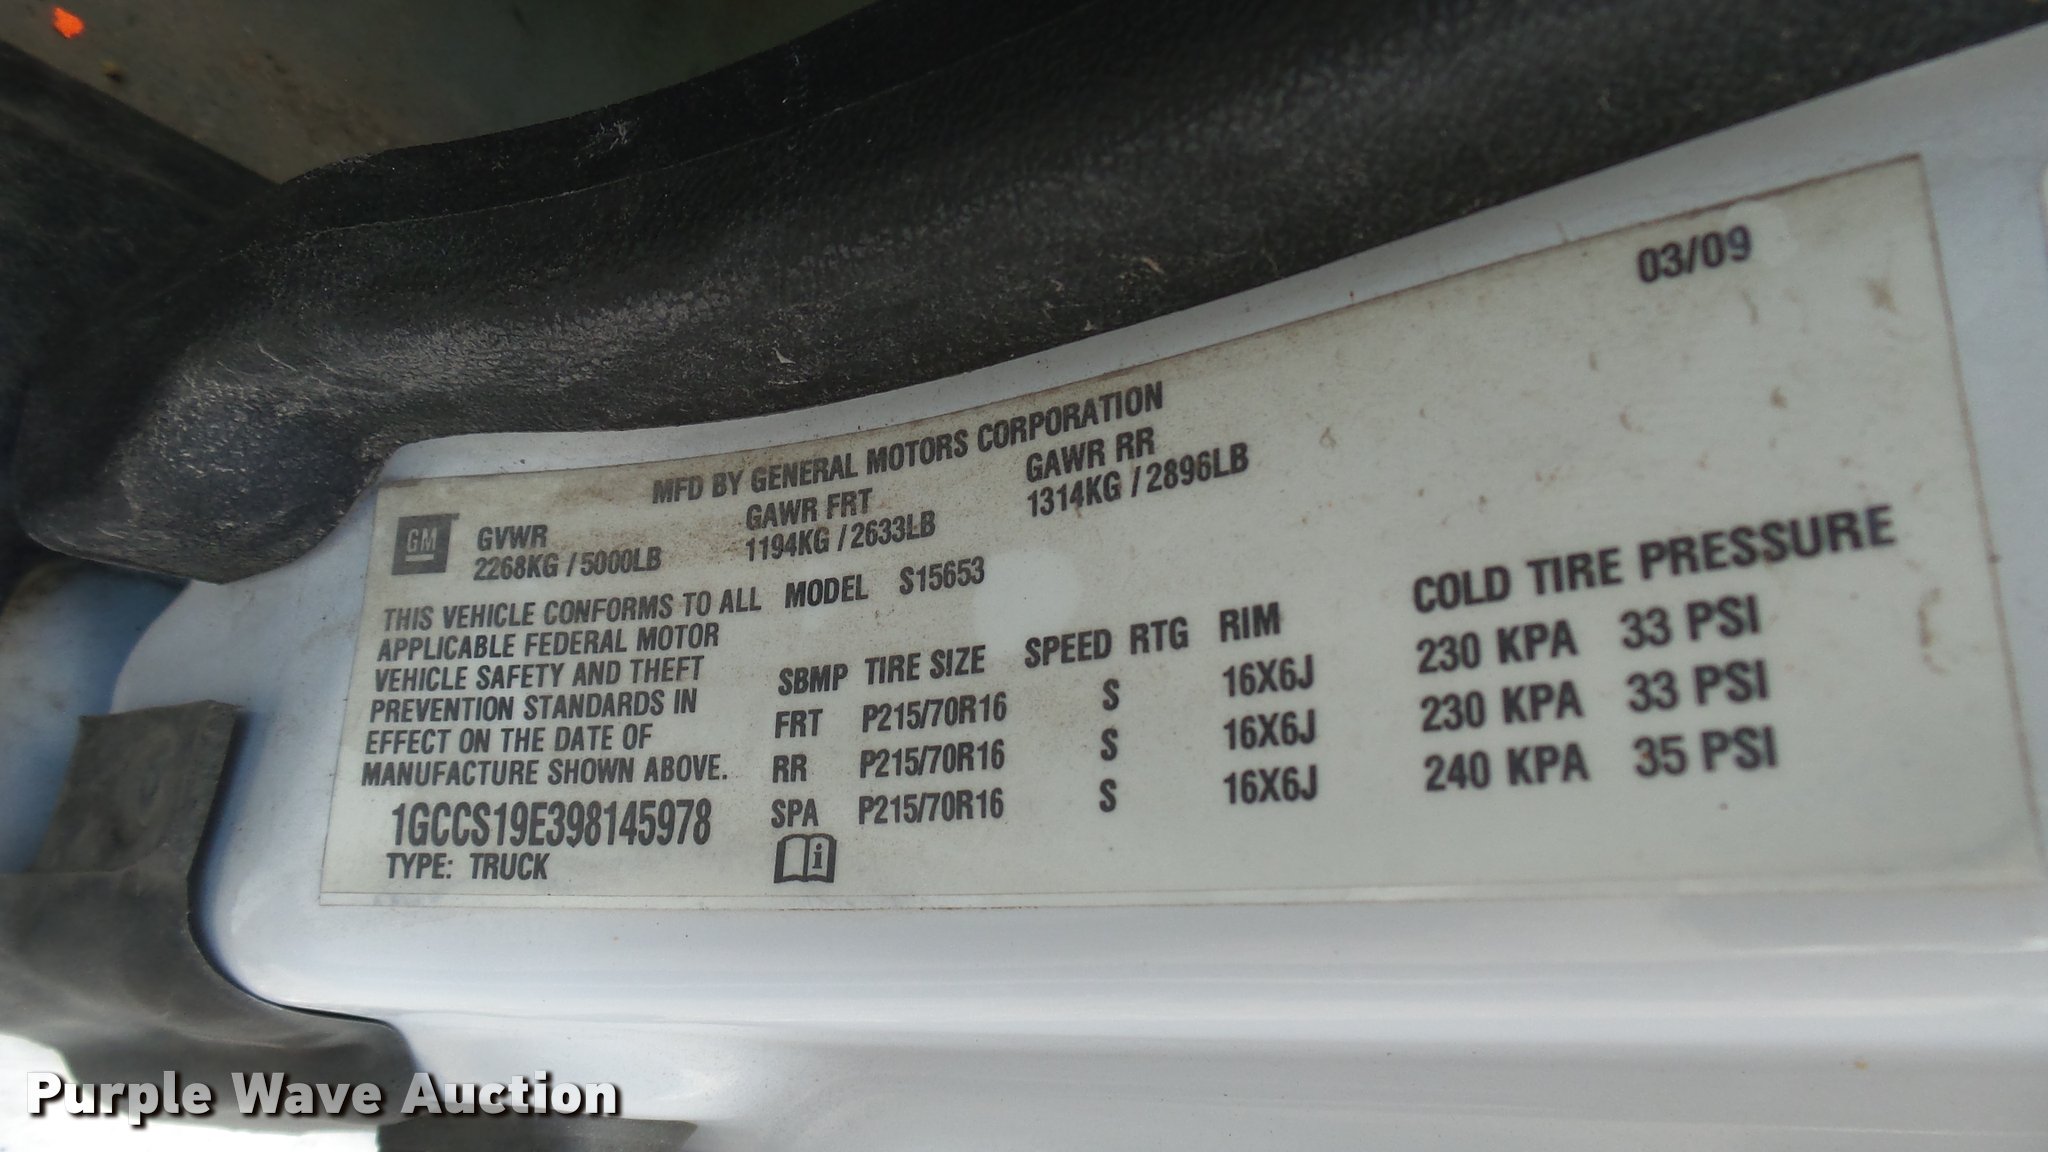 03/09
MFD BY GENERAL MOTORS CORPORATION
GM GVWR GAWR FRT GAWR RR
2268KG / 5000LB 1194KG / 2633LB 1314KG / 2896LB
THIS VEHICLE CONFORMS TO ALL MODEL S15653
APPLICABLE FEDERAL MOTOR
VEHICLE SAFETY AND THEFT
PREVENTION STANDARDS IN
EFFECT ON THE DATE OF
MANUFACTURE SHOWN ABOVE.
1GCCS19E398145978
TYPE: TRUCK
SBMP TIRE SIZE SPEED RTG RIM COLD TIRE PRESSURE
FRT P215/70R16 S 16X6J 230 KPA 33 PSI
RR P215/70R16 S 16X6J 230 KPA 33 PSI
SPA P215/70R16 S 16X6J 240 KPA 35 PSI
i
Purple Wave Auction